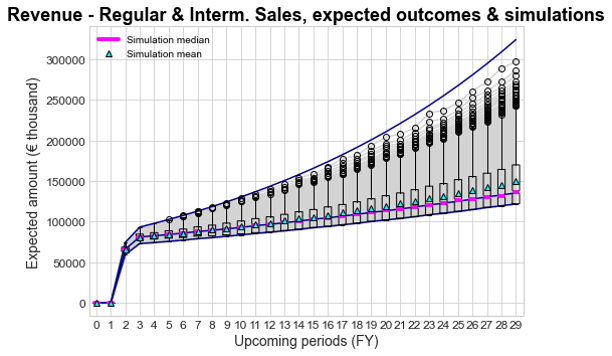 Revenue - Regular & Interm. Sales, expected outcomes & simulations
Simulation median
Simulation mean
Expected amount (€ thousand)
300000
250000
200000
150000
100000
50000
0
0 1 2 3 4 5 6 7 8 9 10 11 12 13 14 15 16 17 18 19 20 21 22 23 24 25 26 27 28 29
Upcoming periods (FY)